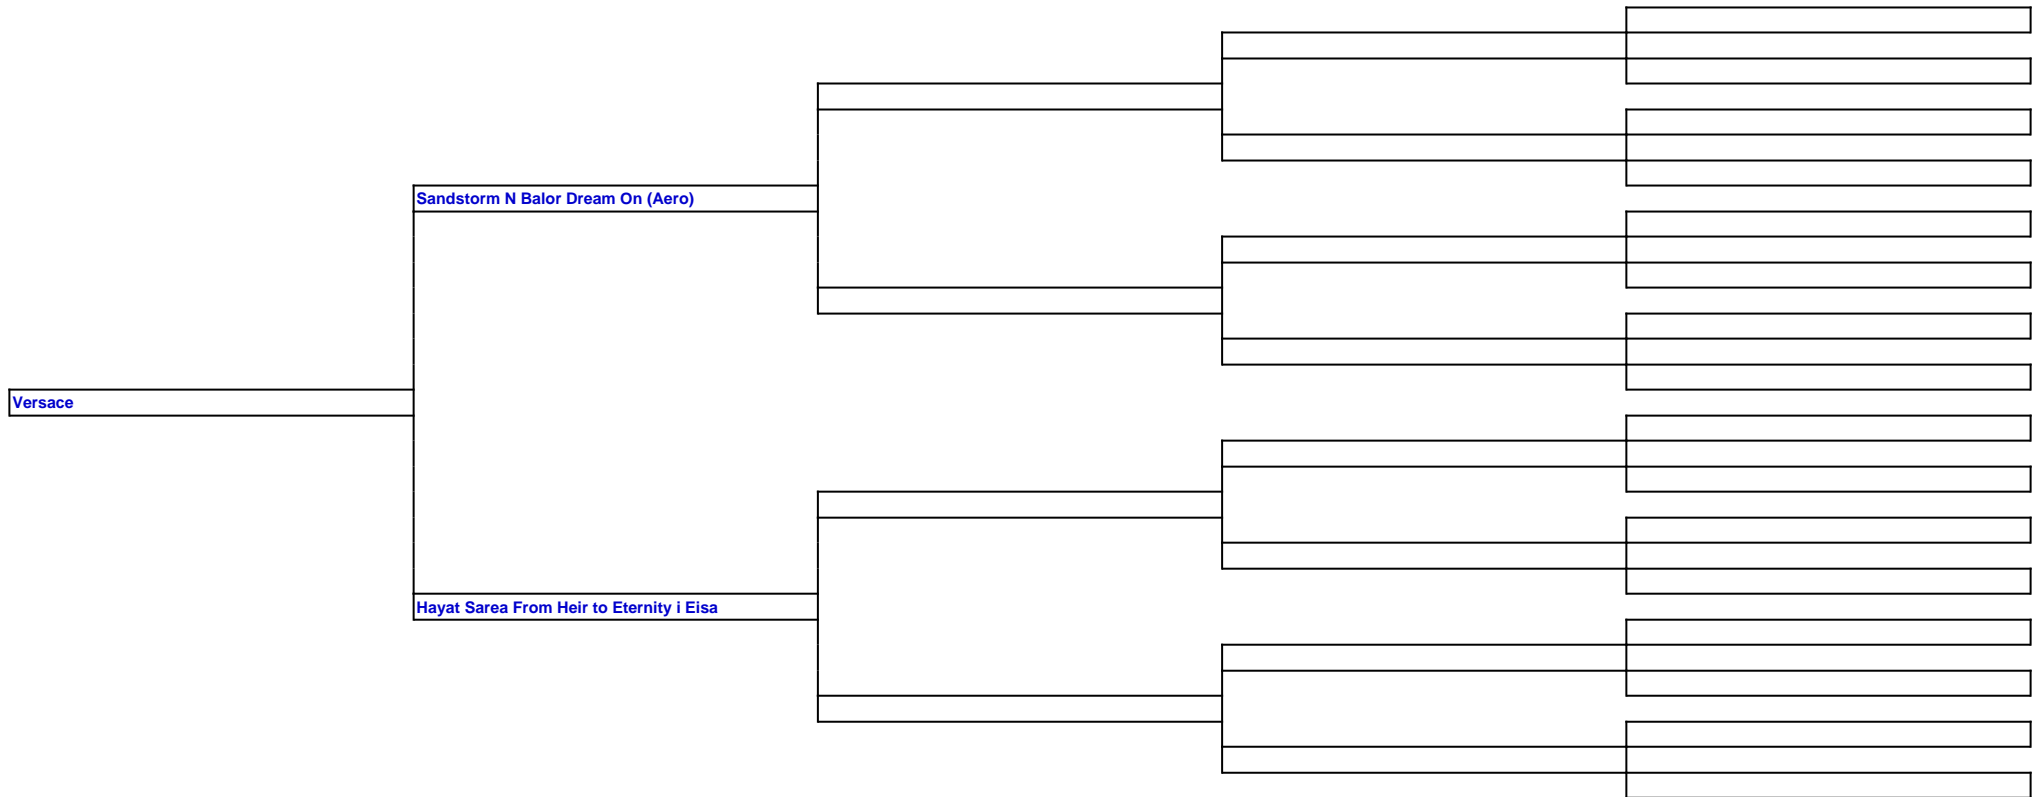 Sandstorm N Balor Dream On (Aero)
Versace
Hayat Sarea From Heir to Eternity i Eisa